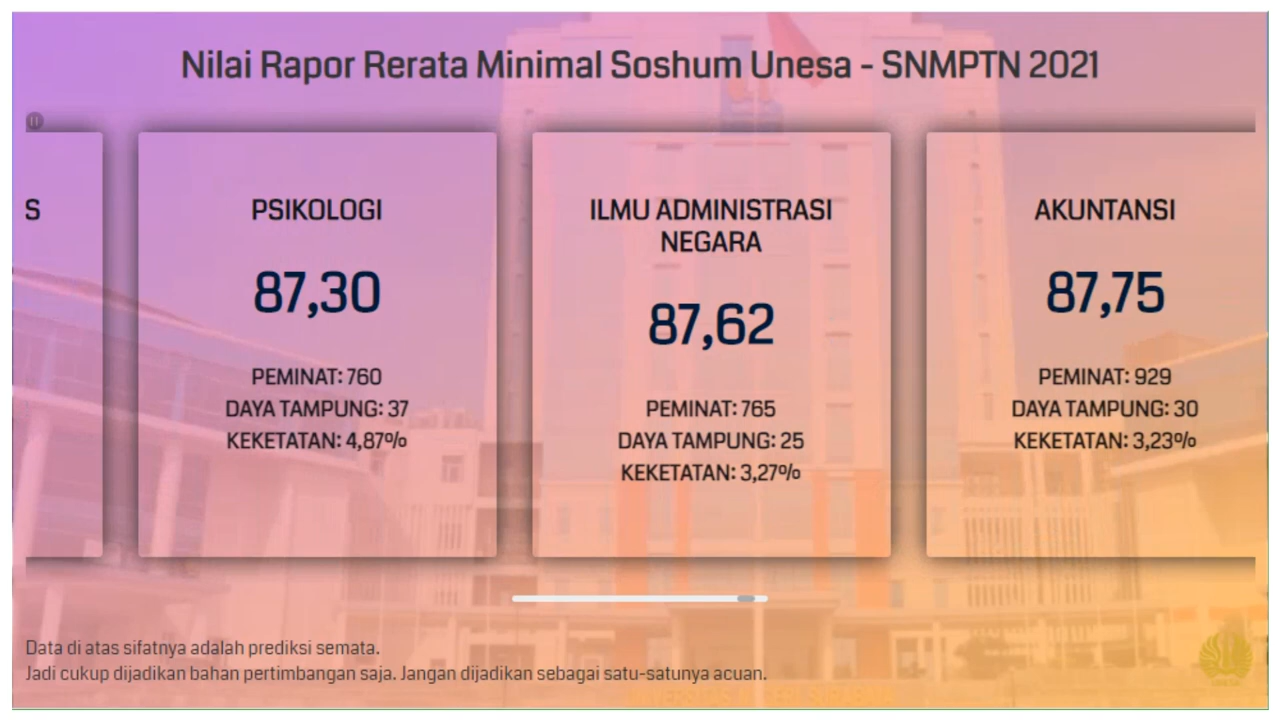 Nilai Rapor Rerata Minimal Soshum Unesa - SNMPTN 2021
S
PSIKOLOGI
87,30
PEMINAT: 760
DAYA TAMPUNG: 37
KEKETATAN: 4,87%
ILMU ADMINISTRASI
NEGARA
87,62
PEMINAT: 765
DAYA TAMPUNG: 25
KEKETATAN: 3,27%
AKUNTANSI
87,75
PEMINAT: 929
DAYA TAMPUNG: 30
KEKETATAN: 3,23%
Data di atas sifatnya adalah prediksi semata.
Jadi cukup dijadikan bahan pertimbangan saja. Jangan dijadikan sebagai satu-satunya acuan.